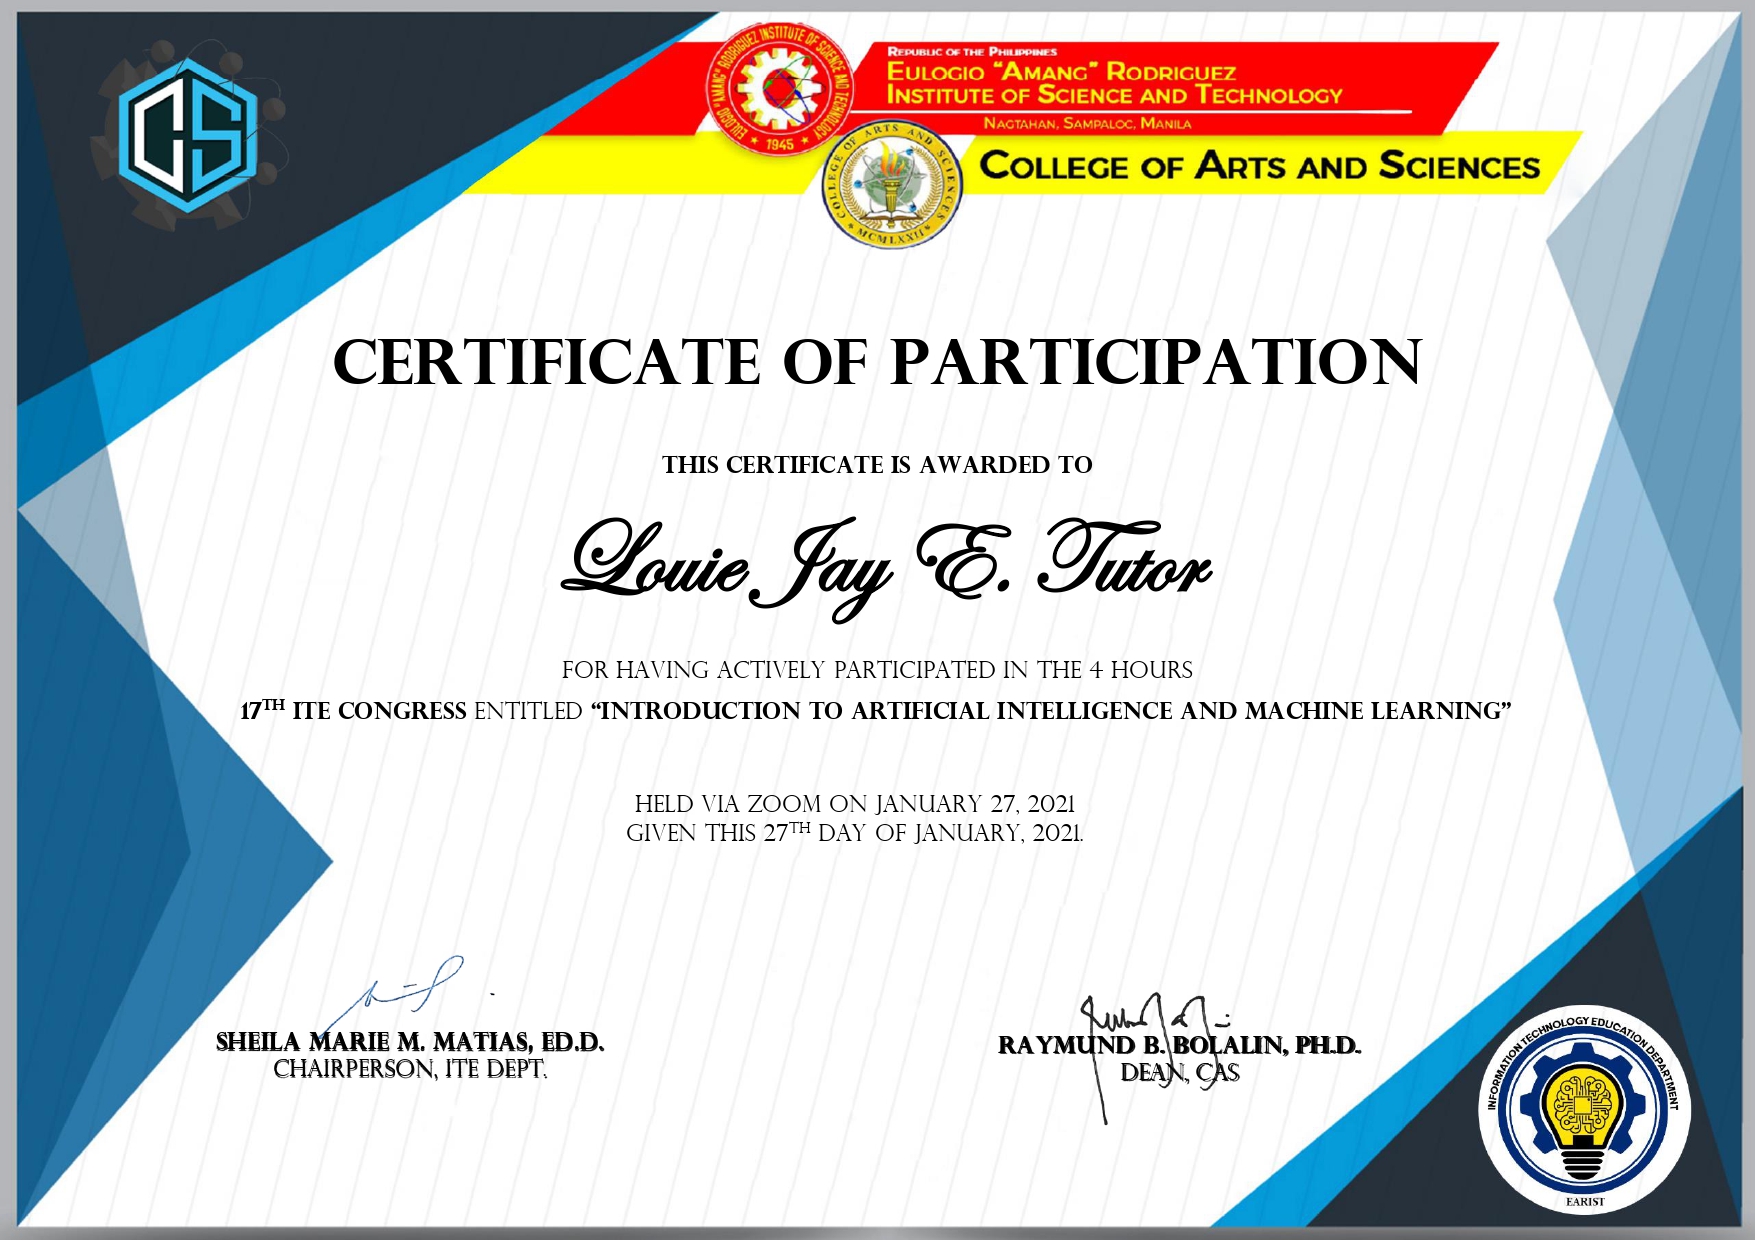 CS
EULOGIO "AMANG" RODRIGUEZ INSTITUTE OF SCIENCE AND TECHNOLOGY
1945
REPUBLIC OF THE PHILIPPINES
EULOGIO "AMANG" RODRIGUEZ
INSTITUTE OF SCIENCE AND TECHNOLOGY
NAGTAHAN, SAMPALOC, MANILA
COLLEGE OF ARTS AND SCIENCES
MCMLXXII
COLLEGE OF ARTS AND SCIENCES
CERTIFICATE OF PARTICIPATION
THIS CERTIFICATE IS AWARDED TO
Louie Jay E. Tutor
FOR HAVING ACTIVELY PARTICIPATED IN THE 4 HOURS
17TH ITE CONGRESS ENTITLED “INTRODUCTION TO ARTIFICIAL INTELLIGENCE AND MACHINE LEARNING”
HELD VIA ZOOM ON JANUARY 27, 2021
GIVEN THIS 27TH DAY OF JANUARY, 2021.
SHEILA MARIE M. MATIAS, ED.D.
CHAIRPERSON, ITE DEPT.
RAYMUND B. BOLALIN, PH.D.
DEAN, CAS
INFORMATION TECHNOLOGY EDUCATION DEPARTMENT
EARIST